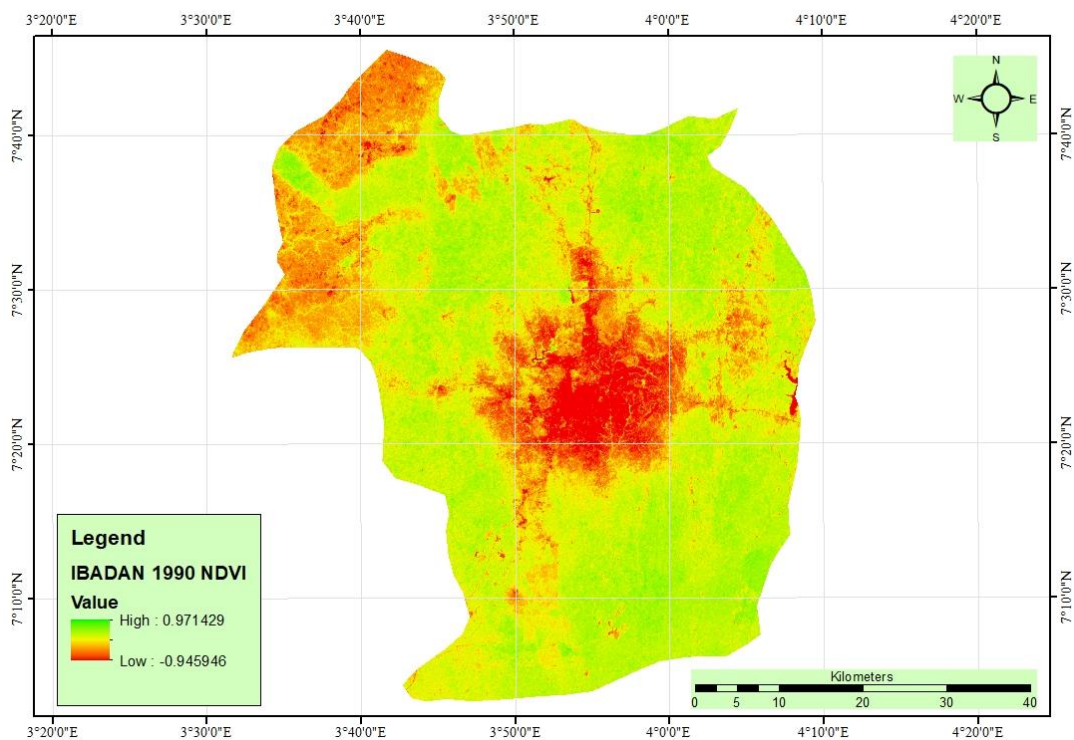 3°20'0"E 3°30'0"E 3°40'0"E 3°50'0"E 4°0'0"E 4°10'0"E 4°20'0"E
N
W E
S
7°40'0"N 7°40'0"N
7°30'0"N 7°30'0"N
7°20'0"N 7°20'0"N
7°10'0"N 7°10'0"N
Legend
IBADAN 1990 NDVI
Value
High : 0.971429
Low : -0.945946
Kilometers
0 5 10 20 30 40
3°20'0"E 3°30'0"E 3°40'0"E 3°50'0"E 4°0'0"E 4°10'0"E 4°20'0"E